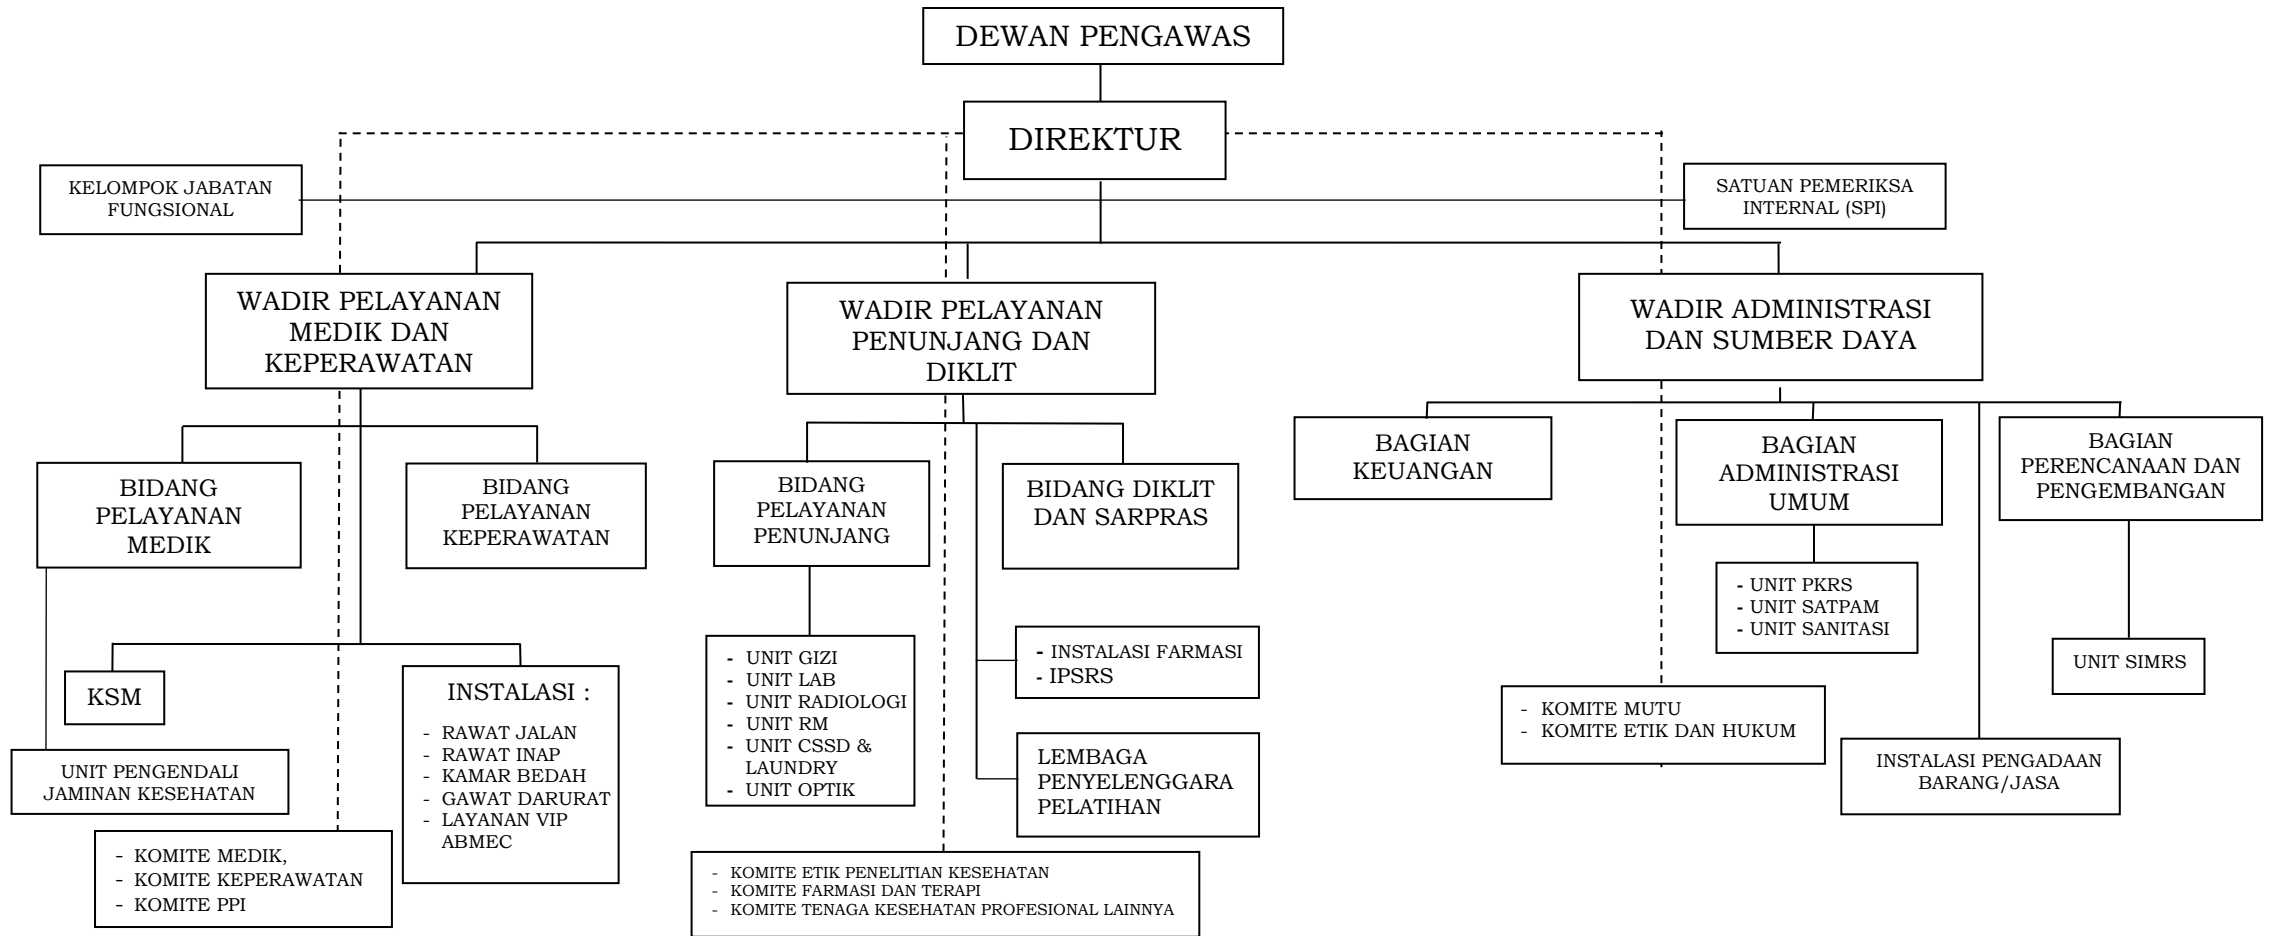 DEWAN PENGAWAS
DIREKTUR
KELOMPOK JABATAN
FUNGSIONAL
SATUAN PEMERIKSA
INTERNAL (SPI)
WADIR PELAYANAN
MEDIK DAN
KEPERAWATAN
WADIR PELAYANAN
PENUNJANG DAN
DIKLIT
WADIR ADMINISTRASI
DAN SUMBER DAYA
BIDANG
PELAYANAN
MEDIK
BIDANG
PELAYANAN
KEPERAWATAN
BIDANG
PELAYANAN
PENUNJANG
BIDANG DIKLIT
DAN SARPRAS
BAGIAN
KEUANGAN
BAGIAN
ADMINISTRASI
UMUM
BAGIAN
PERENCANAAN DAN
PENGEMBANGAN
- UNIT PKRS
- UNIT SATPAM
- UNIT SANITASI
UNIT SIMRS
KSM
INSTALASI :
- RAWAT JALAN
- RAWAT INAP
- KAMAR BEDAH
- GAWAT DARURAT
- LAYANAN VIP
ABMEC
- UNIT GIZI
- UNIT LAB
- UNIT RADIOLOGI
- UNIT RM
- UNIT CSSD &
LAUNDRY
- UNIT OPTIK
- INSTALASI FARMASI
- IPSRS
LEMBAGA
PENYELENGGARA
PELATIHAN
- KOMITE MUTU
- KOMITE ETIK DAN HUKUM
INSTALASI PENGADAAN
BARANG/JASA
UNIT PENGENDALI
JAMINAN KESEHATAN
- KOMITE MEDIK,
- KOMITE KEPERAWATAN
- KOMITE PPI
- KOMITE ETIK PENELITIAN KESEHATAN
- KOMITE FARMASI DAN TERAPI
- KOMITE TENAGA KESEHATAN PROFESIONAL LAINNYA